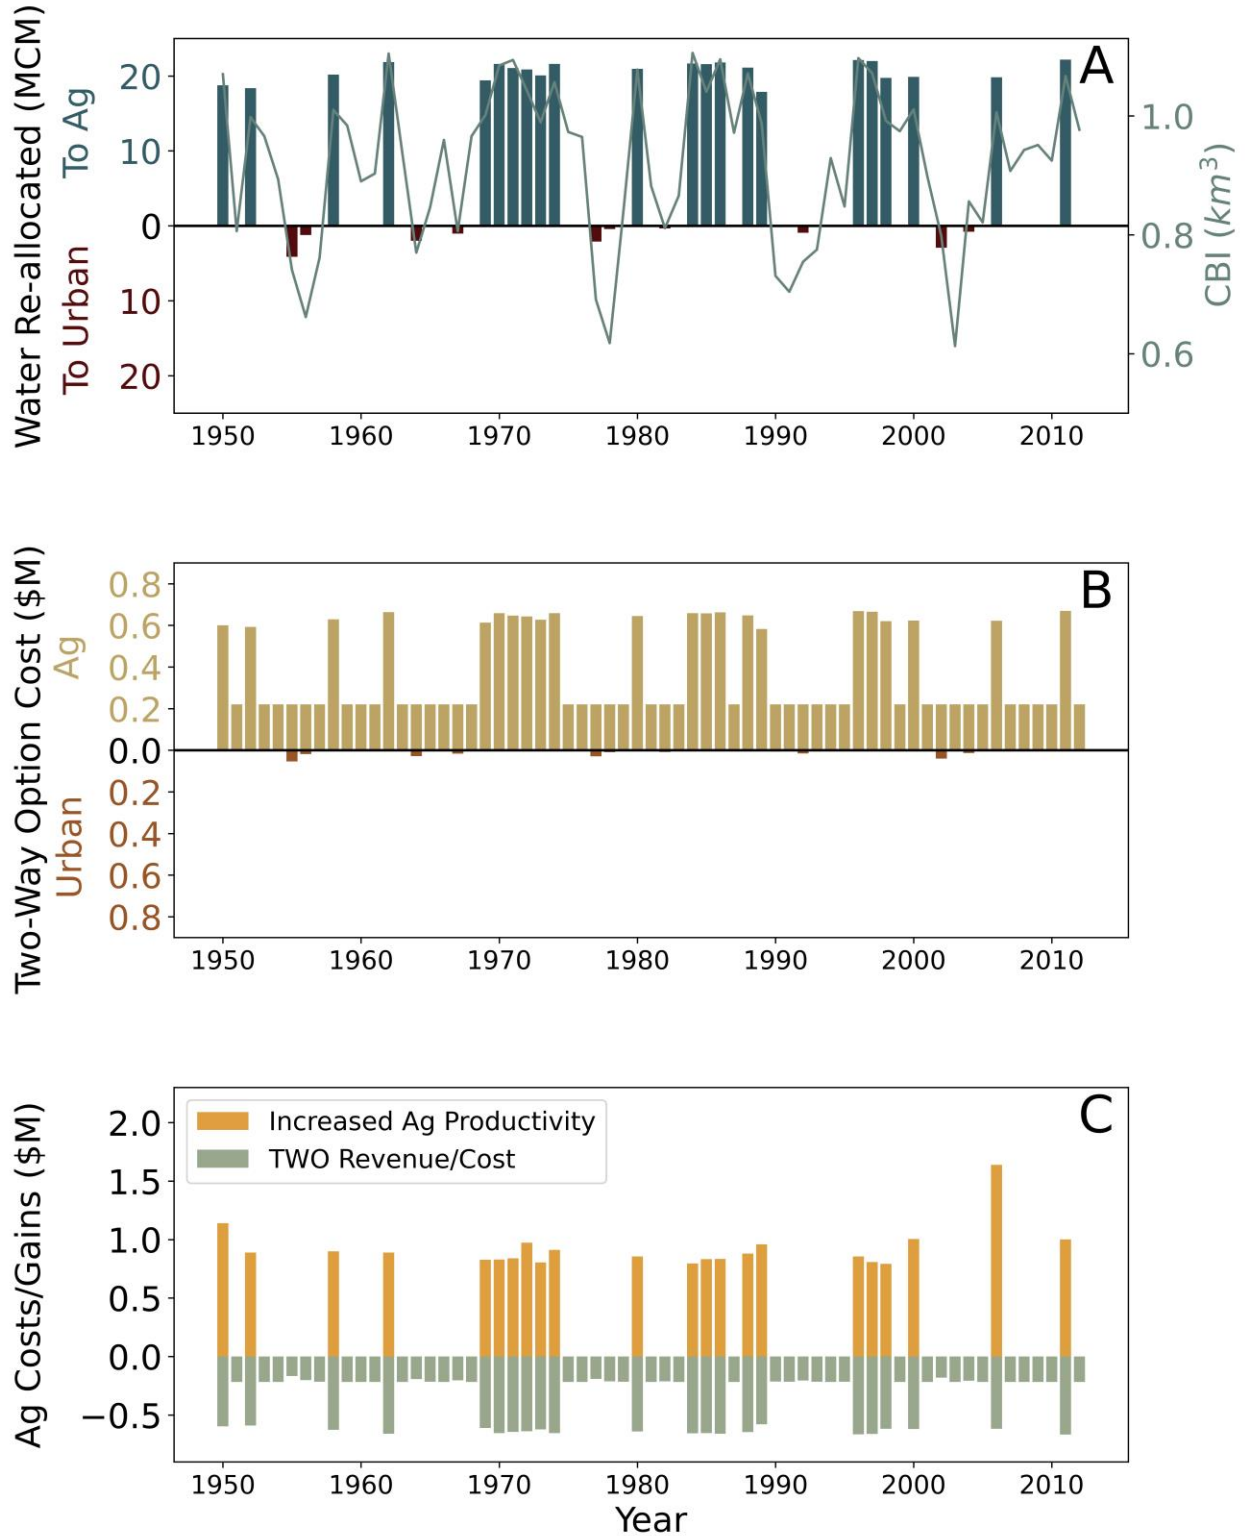 Water Re-allocated (MCM)
To Urban
To Ag
20
10
0
10
20
A
1.0
0.8
0.6
CBI (km³)
1950 1960 1970 1980 1990 2000 2010
Two-Way Option Cost ($M)
Urban
Ag
0.8
0.6
0.4
0.2
0.0
0.2
0.4
0.6
0.8
B
1950 1960 1970 1980 1990 2000 2010
Ag Costs/Gains ($M)
2.0
1.5
1.0
0.5
0.0
−0.5
Increased Ag Productivity
TWO Revenue/Cost
C
1950 1960 1970 1980 1990 2000 2010
Year